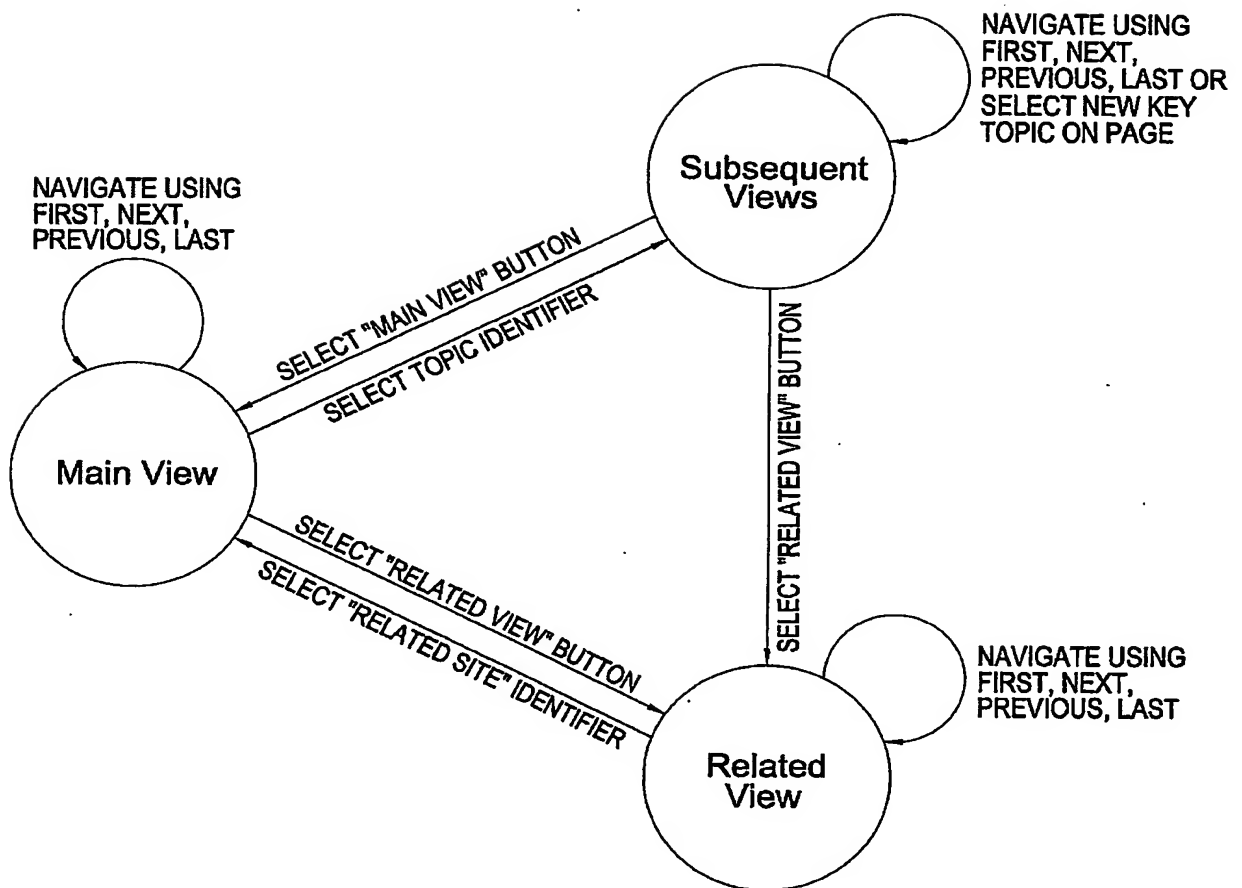 NAVIGATE USING
FIRST, NEXT,
PREVIOUS, LAST OR
SELECT NEW KEY
TOPIC ON PAGE
Subsequent
Views
NAVIGATE USING
FIRST, NEXT,
PREVIOUS, LAST
SELECT "MAIN VIEW" BUTTON
SELECT TOPIC IDENTIFIER
SELECT "RELATED VIEW" BUTTON
Main View
SELECT "RELATED VIEW" BUTTON
SELECT "RELATED SITE" IDENTIFIER
NAVIGATE USING
FIRST, NEXT,
PREVIOUS, LAST
Related
View